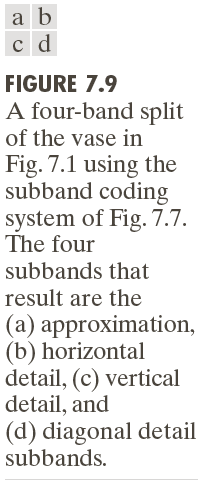 a b
c d
FIGURE 7.9
A four-band split
of the vase in
Fig. 7.1 using the
subband coding
system of Fig. 7.7.
The four
subbands that
result are the
(a) approximation,
(b) horizontal
detail, (c) vertical
detail, and
(d) diagonal detail
subbands.